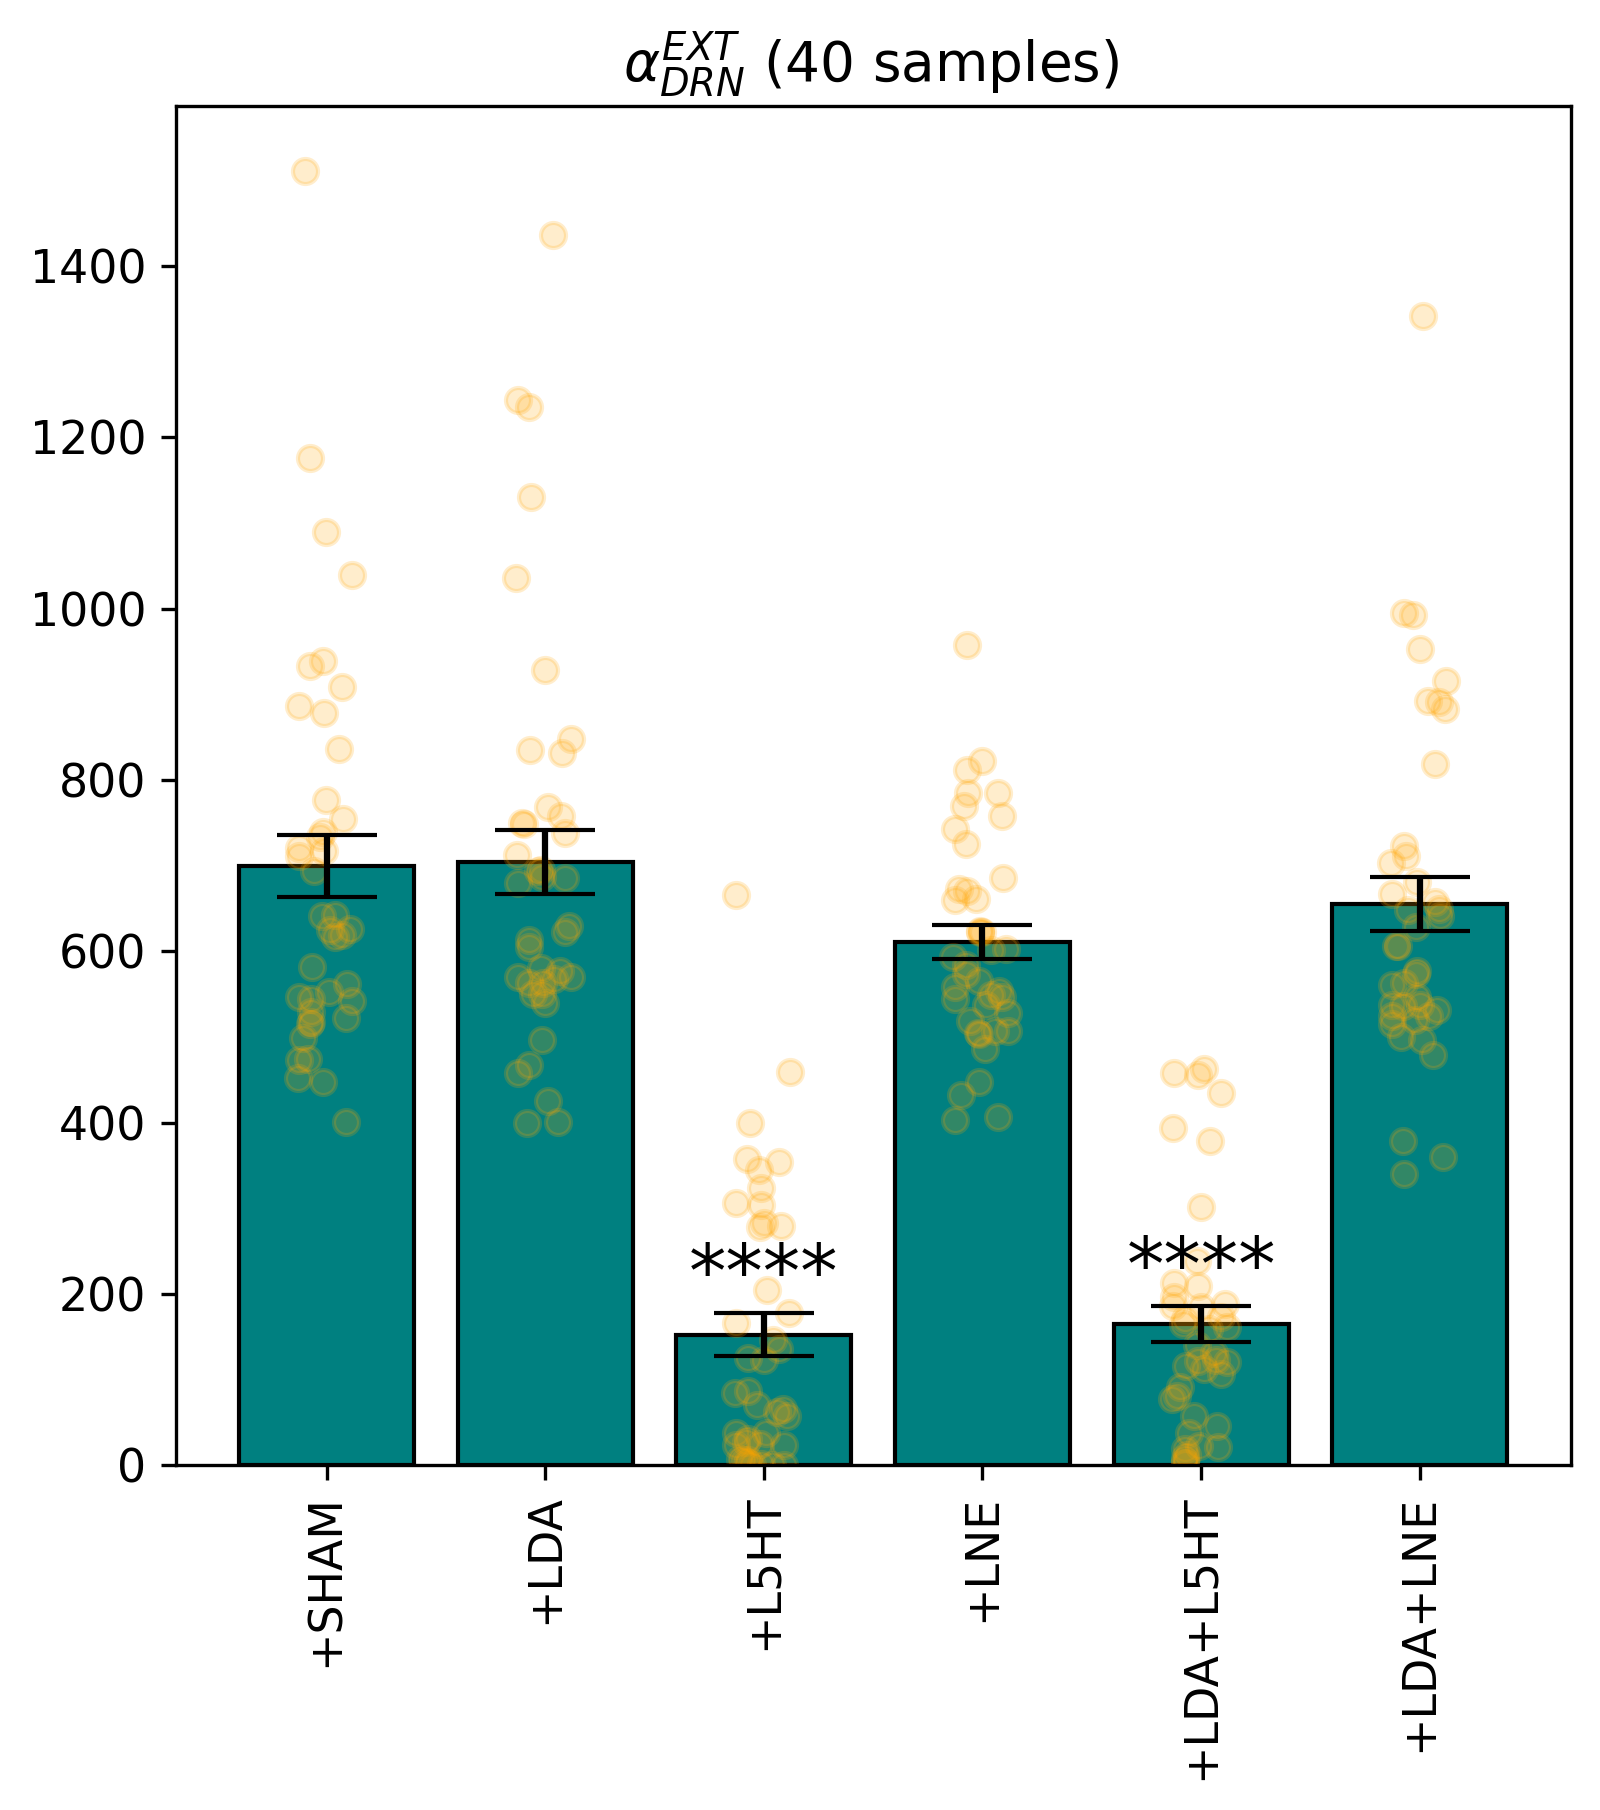 α_DRN^EXT (40 samples)
1400
1200
1000
800
600
400
200
0
****
****
+SHAM
+LDA
+L5HT
+LNE
+LDA+L5HT
+LDA+LNE